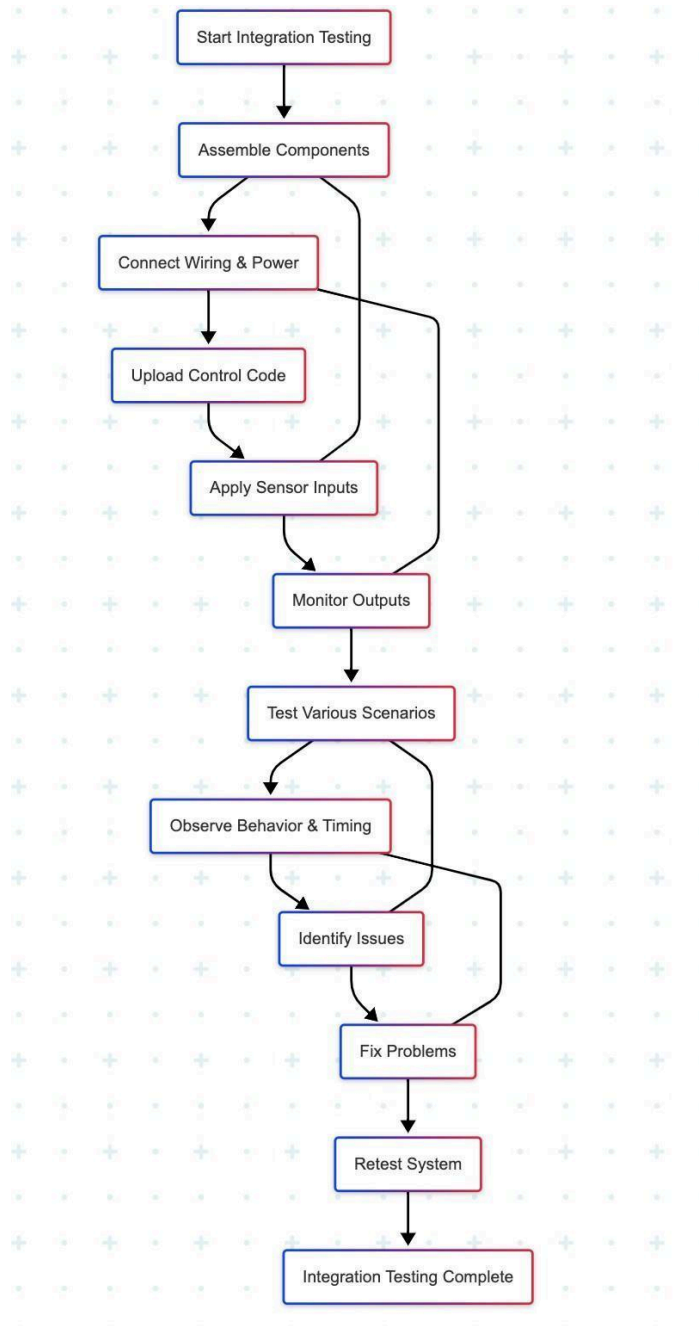 Start Integration Testing
Assemble Components
Connect Wiring & Power
Upload Control Code
Apply Sensor Inputs
Monitor Outputs
Test Various Scenarios
Observe Behavior & Timing
Identify Issues
Fix Problems
Retest System
Integration Testing Complete